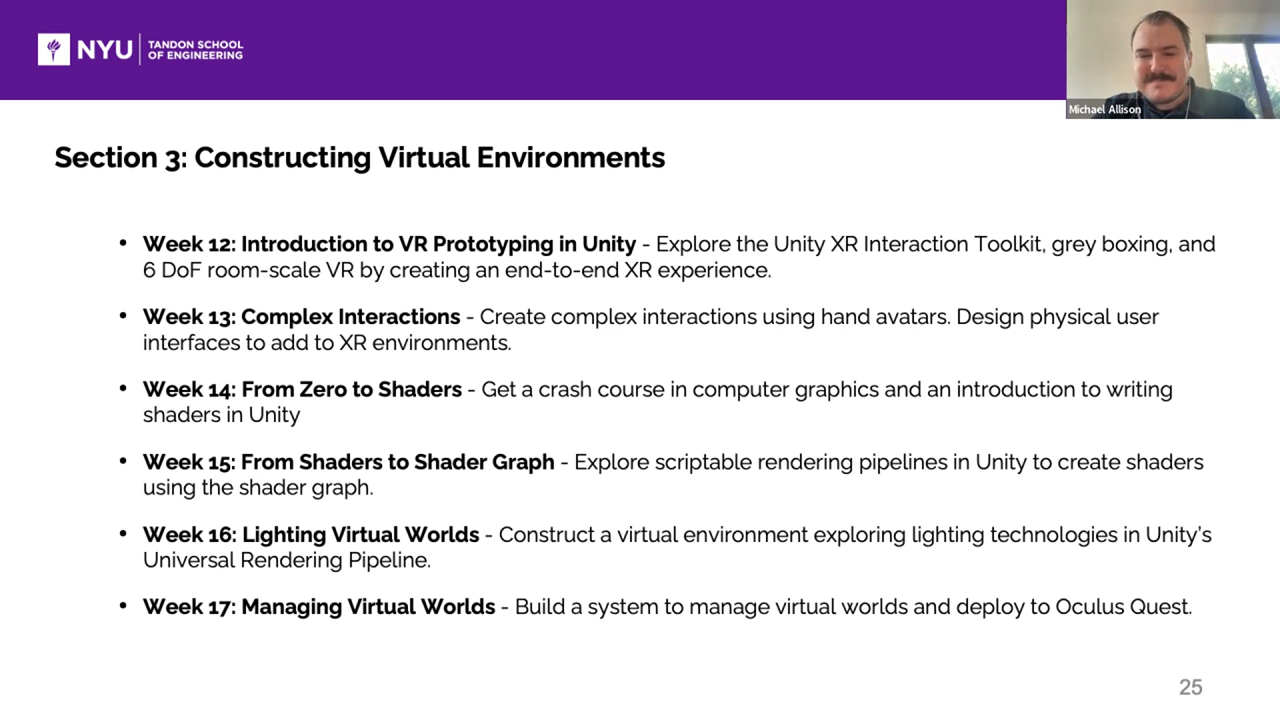 NYU
TANDON SCHOOL
OF ENGINEERING
Michael Allison
Section 3: Constructing Virtual Environments
• Week 12: Introduction to VR Prototyping in Unity - Explore the Unity XR Interaction Toolkit, grey boxing, and
6 DoF room-scale VR by creating an end-to-end XR experience.
• Week 13: Complex Interactions - Create complex interactions using hand avatars. Design physical user
interfaces to add to XR environments.
• Week 14: From Zero to Shaders - Get a crash course in computer graphics and an introduction to writing
shaders in Unity
• Week 15: From Shaders to Shader Graph - Explore scriptable rendering pipelines in Unity to create shaders
using the shader graph.
• Week 16: Lighting Virtual Worlds - Construct a virtual environment exploring lighting technologies in Unity's
Universal Rendering Pipeline.
• Week 17: Managing Virtual Worlds - Build a system to manage virtual worlds and deploy to Oculus Quest.
25